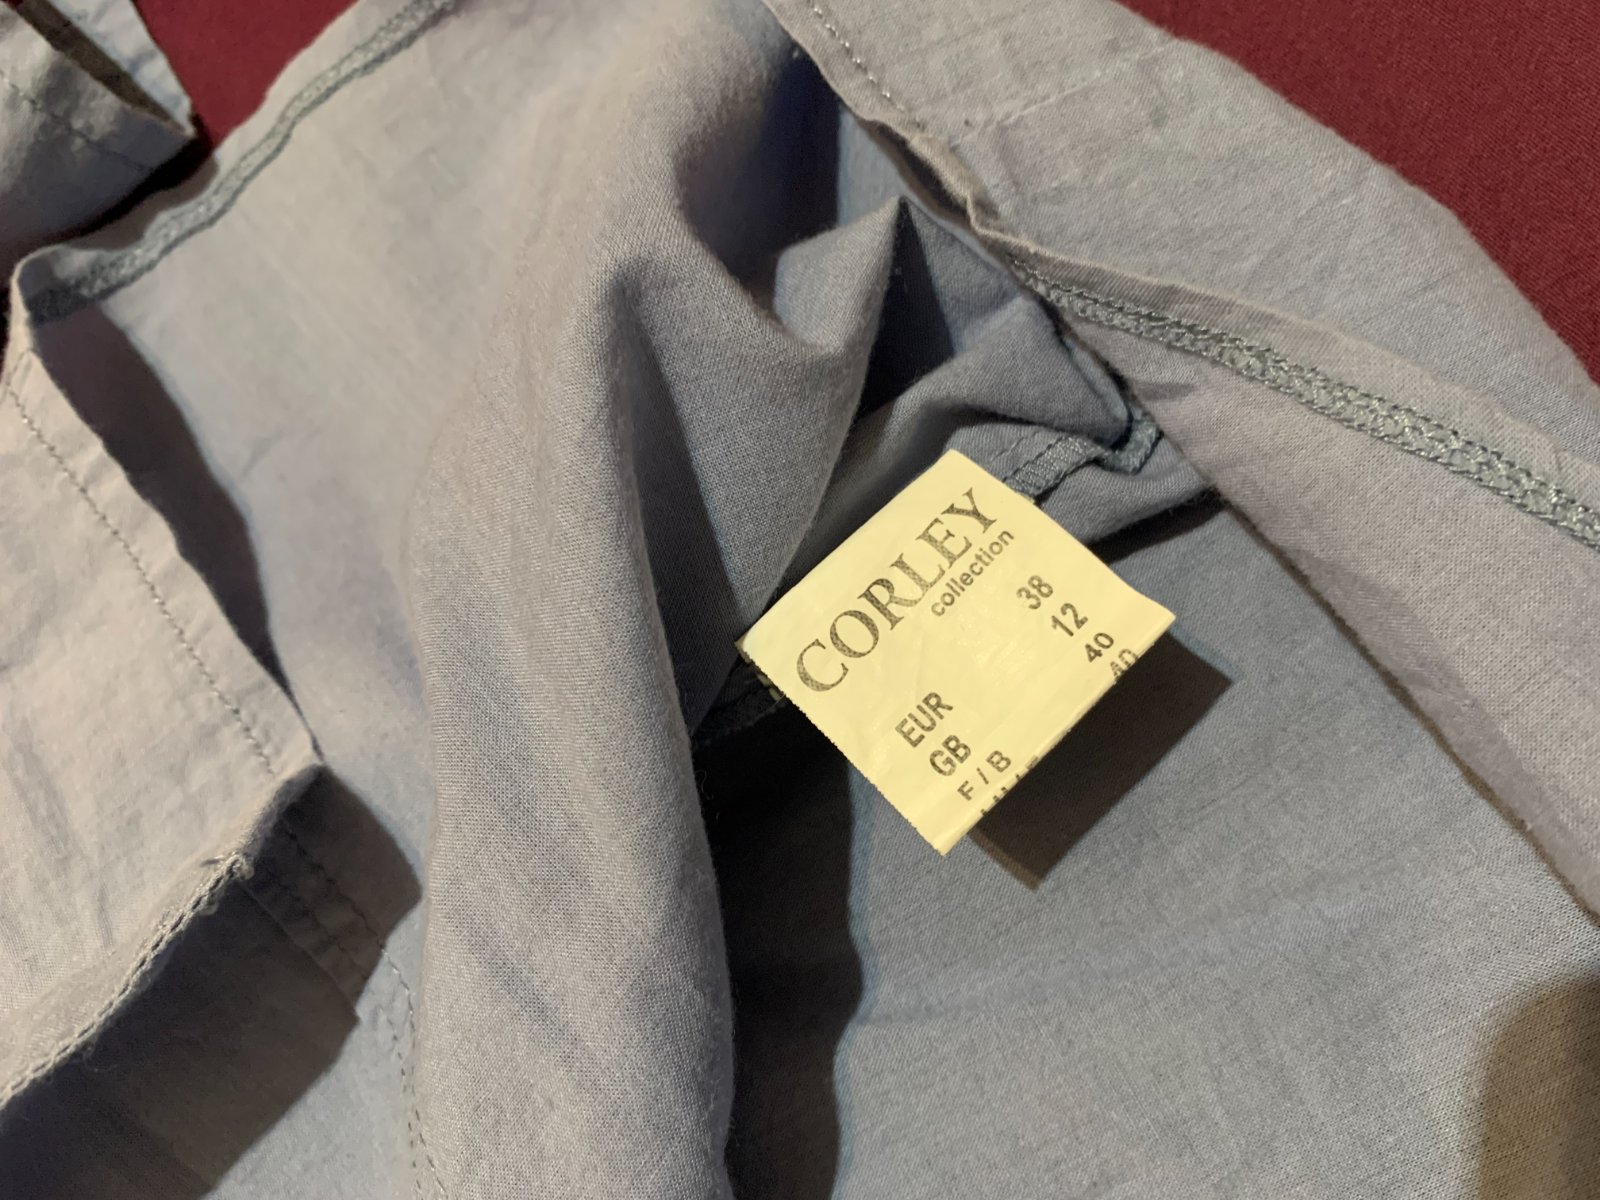 CORLEY
collection
EUR 38
GB 12
F / B 40